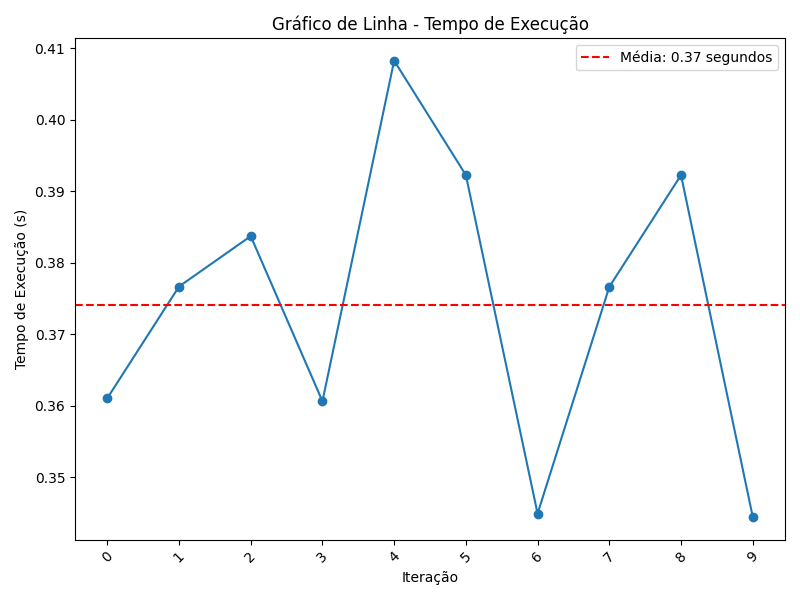 Gráfico de Linha - Tempo de Execução
Média: 0.37 segundos
Tempo de Execução (s)
0.41
0.40
0.39
0.38
0.37
0.36
0.35
0 1 2 3 4 5 6 7 8 9
Iteração